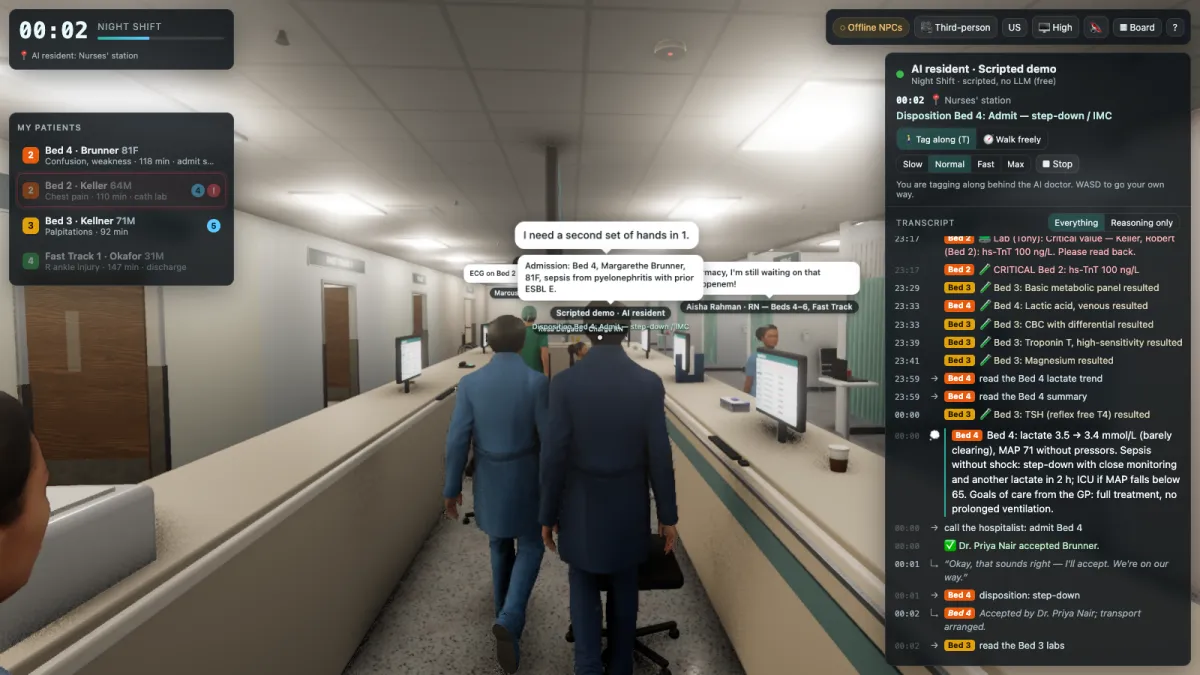 00:02 NIGHT SHIFT
📍 AI resident: Nurses' station
MY PATIENTS
2 Bed 4 · Brunner 81F
Confusion, weakness · 118 min · admit s...
2 Bed 2 · Keller 64M 4 !
Chest pain · 110 min · cath lab
3 Bed 3 · Kellner 71M 5
Palpitations · 92 min
4 Fast Track 1 · Okafor 31M
R ankle injury · 147 min · discharge
Offline NPCs Third-person US High Board ?
I need a second set of hands in 1.
ECG on Bed 2
Admission: Bed 4, Margarethe Brunner,
81F, sepsis from pyelonephritis with prior
ESBL E.
macy, I'm still waiting on that
openem!
Marcus
Aisha Rahman · RN — Beds 4–6, Fast Track
Scripted demo · AI resident
Disposition Bed 4: Admit — step-down / IMC
AI resident · Scripted demo
Night Shift · scripted, no LLM (free)
00:02 📍 Nurses' station
Disposition Bed 4: Admit — step-down / IMC
Tag along (T) Walk freely
Slow Normal Fast Max Stop
You are tagging along behind the AI doctor. WASD to go your own
way.
TRANSCRIPT Everything Reasoning only
23:17 Bed 2 Lab (Tony): Critical value — Keller, Robert
(Bed 2): hs-TnT 100 ng/L. Please read back.
23:17 Bed 2 CRITICAL Bed 2: hs-TnT 100 ng/L
23:29 Bed 3 Bed 3: Basic metabolic panel resulted
23:33 Bed 4 Bed 4: Lactic acid, venous resulted
23:33 Bed 3 Bed 3: CBC with differential resulted
23:39 Bed 3 Bed 3: Troponin T, high-sensitivity resulted
23:41 Bed 3 Bed 3: Magnesium resulted
23:59 → Bed 4 read the Bed 4 lactate trend
23:59 → Bed 4 read the Bed 4 summary
00:00 Bed 3 Bed 3: TSH (reflex free T4) resulted
00:00 Bed 4 Bed 4: lactate 3.5 → 3.4 mmol/L (barely
clearing), MAP 71 without pressors. Sepsis
without shock: step-down with close monitoring
and another lactate in 2 h; ICU if MAP falls below
65. Goals of care from the GP: full treatment, no
prolonged ventilation.
00:00 → call the hospitalist: admit Bed 4
00:00 ✅ Dr. Priya Nair accepted Brunner.
00:01 "Okay, that sounds right — I'll accept. We're on our
way."
00:01 → Bed 4 disposition: step-down
00:02 Bed 4 Accepted by Dr. Priya Nair; transport
arranged.
00:02 → Bed 3 read the Bed 3 labs